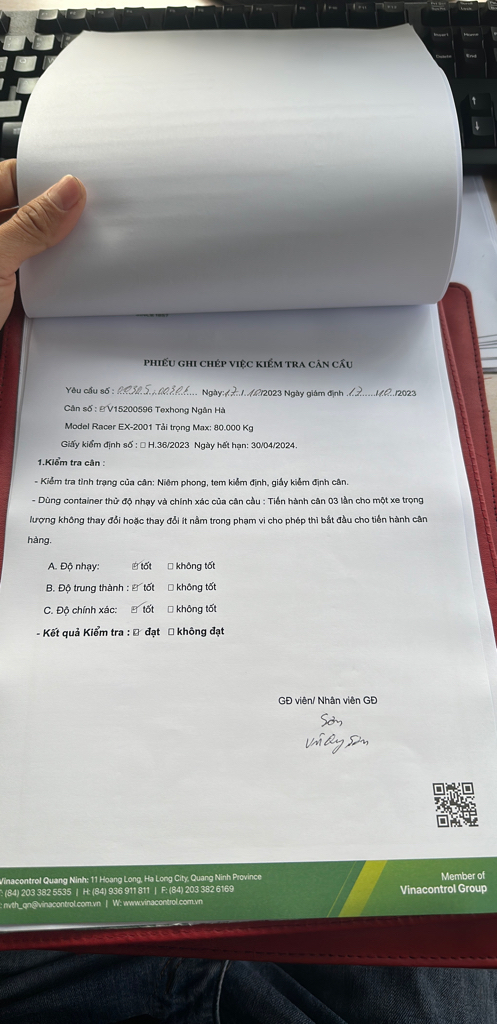 PHIẾU GHI CHÉP VIỆC KIỂM TRA CÂN CẨU
Yêu cầu số : Ngày: 17 / 10/2023 Ngày giám định 17 / 10 /2023
Cân số : ☑V15200596 Texhong Ngân Hà
Model Racer EX-2001 Tải trọng Max: 80.000 Kg
Giấy kiểm định số : ☐ H.36/2023 Ngày hết hạn: 30/04/2024.
1.Kiểm tra cân :
- Kiểm tra tình trạng của cân: Niêm phong, tem kiểm định, giấy kiểm định cân.
- Dùng container thử độ nhạy và chính xác của cân cẩu : Tiến hành cân 03 lần cho một xe trọng
lượng không thay đổi hoặc thay đổi ít nằm trong phạm vi cho phép thì bắt đầu cho tiến hành cân
hàng.
A. Độ nhạy: ☑ tốt ☐ không tốt
B. Độ trung thành : ☑ tốt ☐ không tốt
C. Độ chính xác: ☑ tốt ☐ không tốt
- Kết quả Kiểm tra : ☑ đạt ☐ không đạt
GĐ viên/ Nhân viên GĐ
Sơn
Sơn
Vinacontrol Quang Ninh: 11 Hoang Long, Ha Long City, Quang Ninh Province
(84) 203 382 5535 | H: (84) 936 911 811 | F: (84) 203 382 6169
: nvth_qn@vinacontrol.com.vn | W: www.vinacontrol.com.vn
Member of
Vinacontrol Group